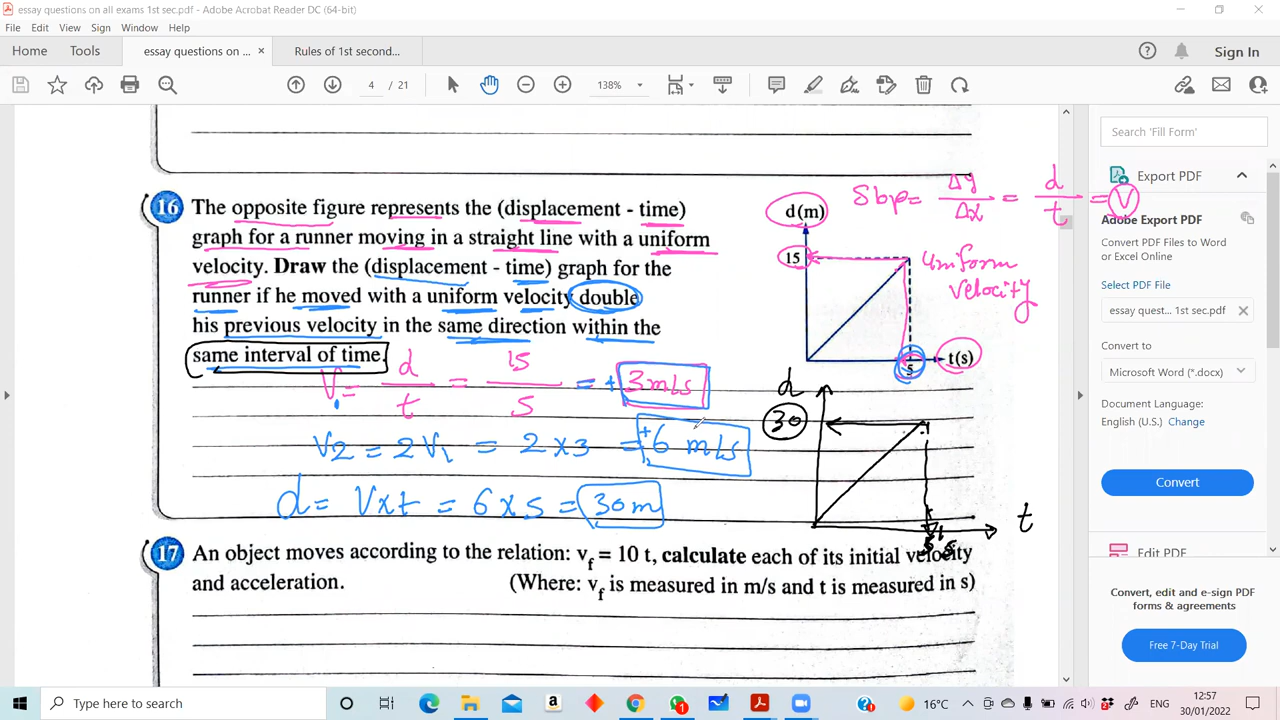 essay questions on all exams 1st sec.pdf - Adobe Acrobat Reader DC (64-bit)
File Edit View Sign Window Help
Home Tools essay questions on ... × Rules of 1st second... Sign In
4 / 21 138%
Search 'Fill Form'
Export PDF
Adobe Export PDF
Convert PDF Files to Word or Excel Online
Select PDF File
essay quest... 1st sec.pdf ×
Convert to
Microsoft Word (*.docx)
Document Language:
English (U.S.) Change
Convert
Edit PDF
Convert, edit and e-sign PDF forms & agreements
Free 7-Day Trial
16 The opposite figure represents the (displacement - time)
graph for a runner moving in a straight line with a uniform
velocity. Draw the (displacement - time) graph for the
runner if he moved with a uniform velocity double
his previous velocity in the same direction within the
same interval of time.
Slope = Δy/Δx = d/t = V
d(m)
15
uniform
velocity
5
t(s)
V = d/t = 15/5 = + 3m/s
V2 = 2V1 = 2 x 3 = +6 m/s
d = Vxt = 6 x 5 = 30m
d
30
t
17 An object moves according to the relation: vf = 10 t, calculate each of its initial velocity
and acceleration. (Where: vf is measured in m/s and t is measured in s)
Type here to search
a
1
16°C
ENG
12:57
30/01/2022